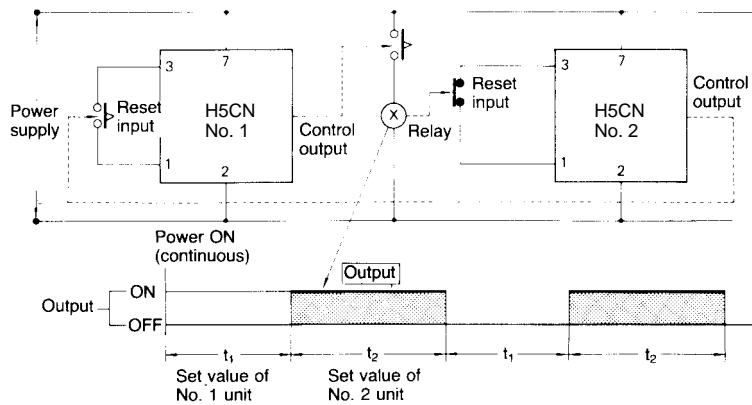 3
7
H5CN
No. 1
1
2
Power
supply
Reset
input
Control
output
X
Relay
Reset
input
3
7
H5CN
No. 2
1
2
Control
output
Power ON
(continuous)
Output
ON
OFF
Output
t₁
t₂
t₁
t₂
Set value of
No. 1 unit
Set value of
No. 2 unit